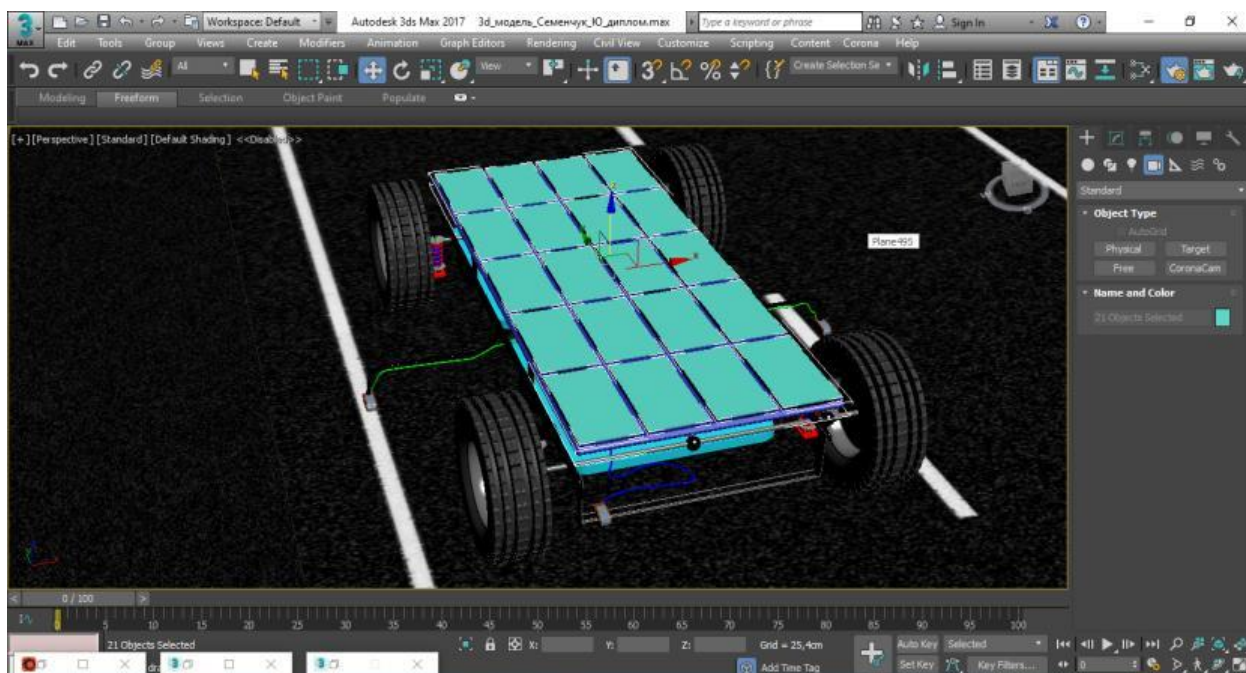 Workspace: Default
Autodesk 3ds Max 2017
3d_модель_Семенчук_Ю_диплом.max
Type a keyword or phrase
Sign In
3
MAX
Edit Tools Group Views Create Modifiers Animation Graph Editors Rendering Civil View Customize Scripting Content Corona Help
All
View
Create Selection Se
Modeling Freeform Selection Object Paint Populate
[+] [Perspective] [Standard] [Default Shading] <<Disabled>>
Standard
Object Type
AutoGrid
Physical Target
Free CoronaCam
Name and Color
21 Objects Selected
Plane495
0 / 100
0 5 10 15 20 25 30 35 40 45 50 55 60 65 70 75 80 85 90 95 100
21 Objects Selected
X: Y: Z: Grid = 25,4cm
Auto Key Selected
Add Time Tag
Set Key Key Filters...
0